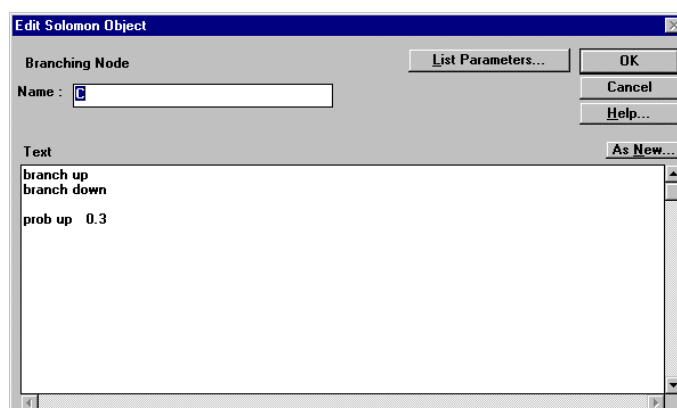 Edit Solomon Object
Branching Node
List Parameters...
OK
Name :
C
Cancel
Help...
Text
As New...
branch up
branch down
prob up 0.3